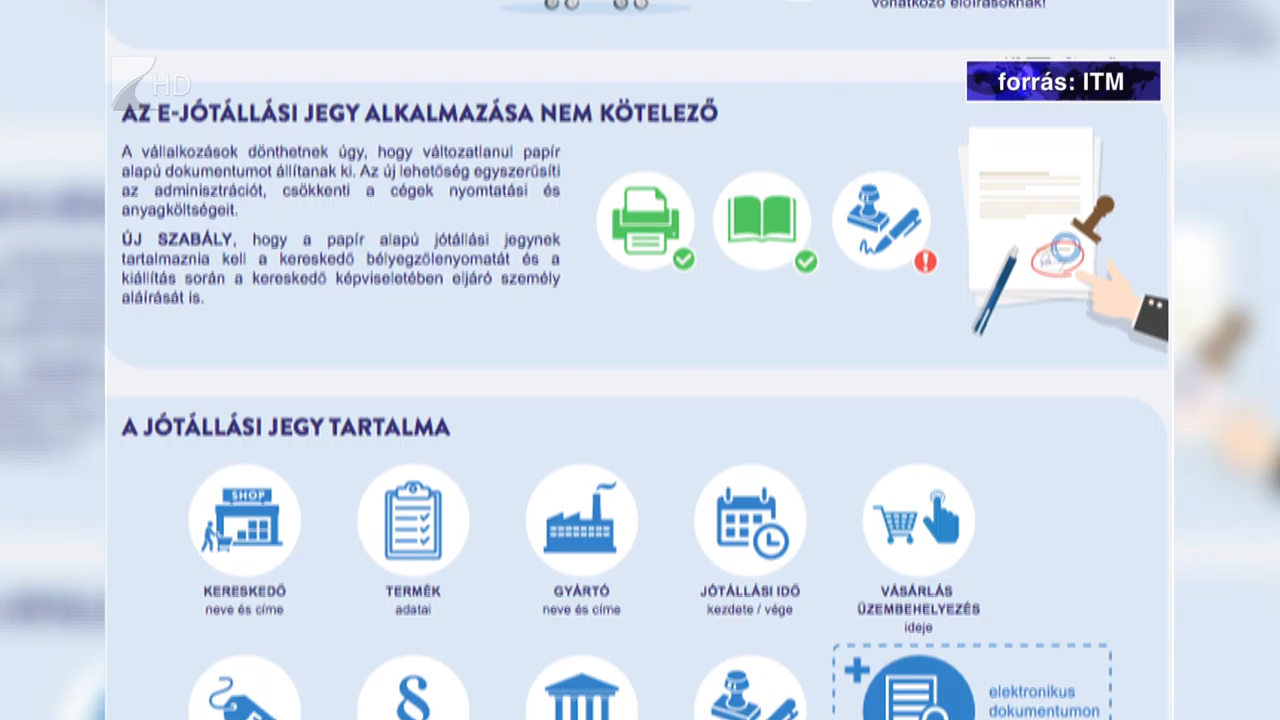 vonatkozó előírásoknak!
HD
forrás: ITM
AZ E-JÓTÁLLÁSI JEGY ALKALMAZÁSA NEM KÖTELEZŐ
A vállalkozások dönthetnek úgy, hogy változatlanul papír
alapú dokumentumot állítanak ki. Az új lehetőség egyszerűsíti
az adminisztrációt, csökkenti a cégek nyomtatási és
anyagköltségeit.
ÚJ SZABÁLY, hogy a papír alapú jótállási jegynek
tartalmaznia kell a kereskedő bélyegzőlenyomatát és a
kiállítás során a kereskedő képviseletében eljáró személy
aláírását is.
A JÓTÁLLÁSI JEGY TARTALMA
SHOP
KERESKEDŐ
neve és címe
TERMÉK
adatai
GYÁRTÓ
neve és címe
JÓTÁLLÁSI IDŐ
kezdete / vége
VÁSÁRLÁS
ÜZEMBEHELYEZÉS
ideje
§
elektronikus
dokumentumon